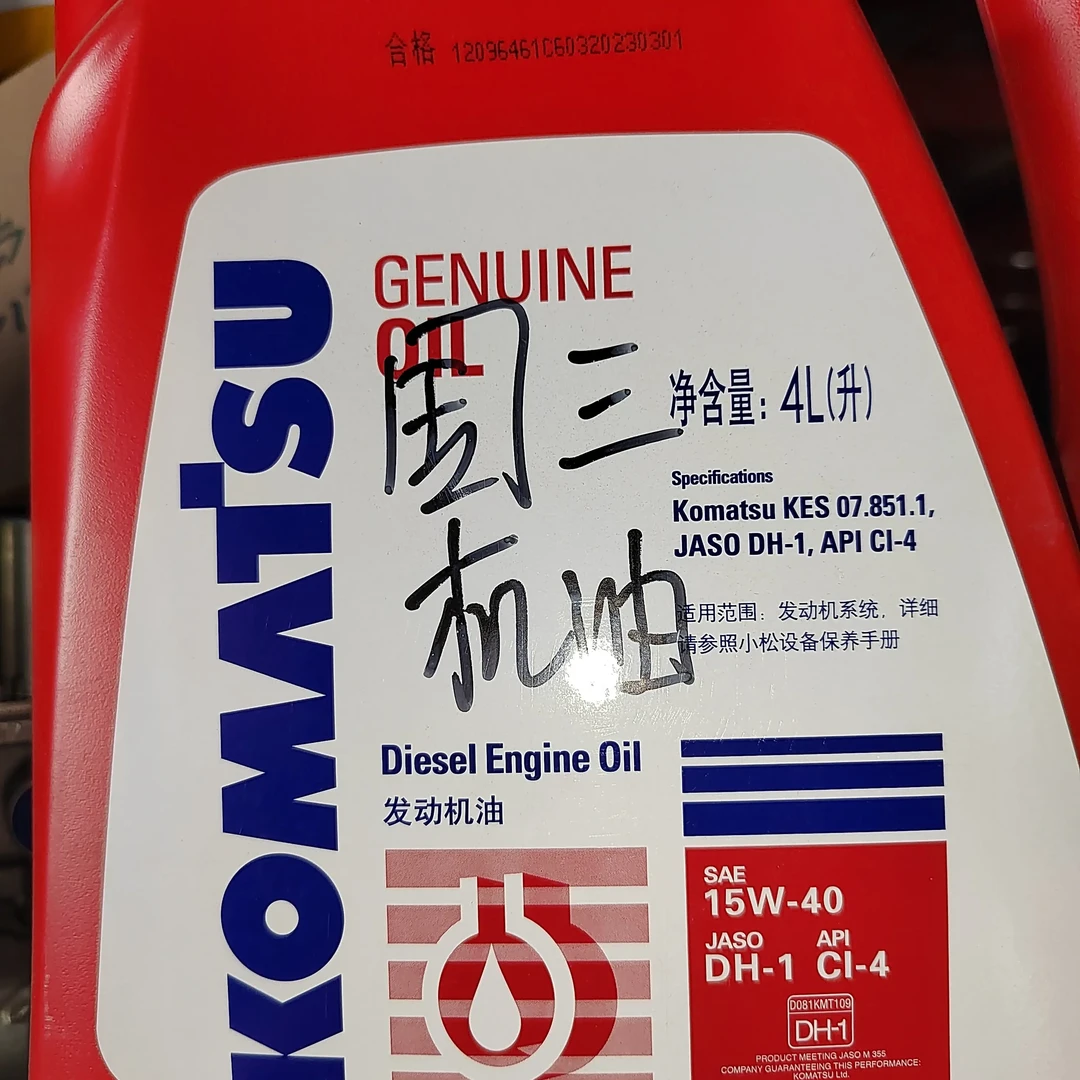 合格 12096461C60320230301
KOMATSU
GENUINE
OIL
周三
机油
净含量：4L(升)
Specifications
Komatsu KES 07.851.1,
JASO DH-1, API CI-4
适用范围：发动机系统，详细
请参照小松设备保养手册
Diesel Engine Oil
发动机油
SAE
15W-40
JASO API
DH-1 CI-4
D081KMT109
DH-1
PRODUCT MEETING JASO M 355
COMPANY GUARANTEEING THIS PERFORMANCE:
KOMATSU Ltd.